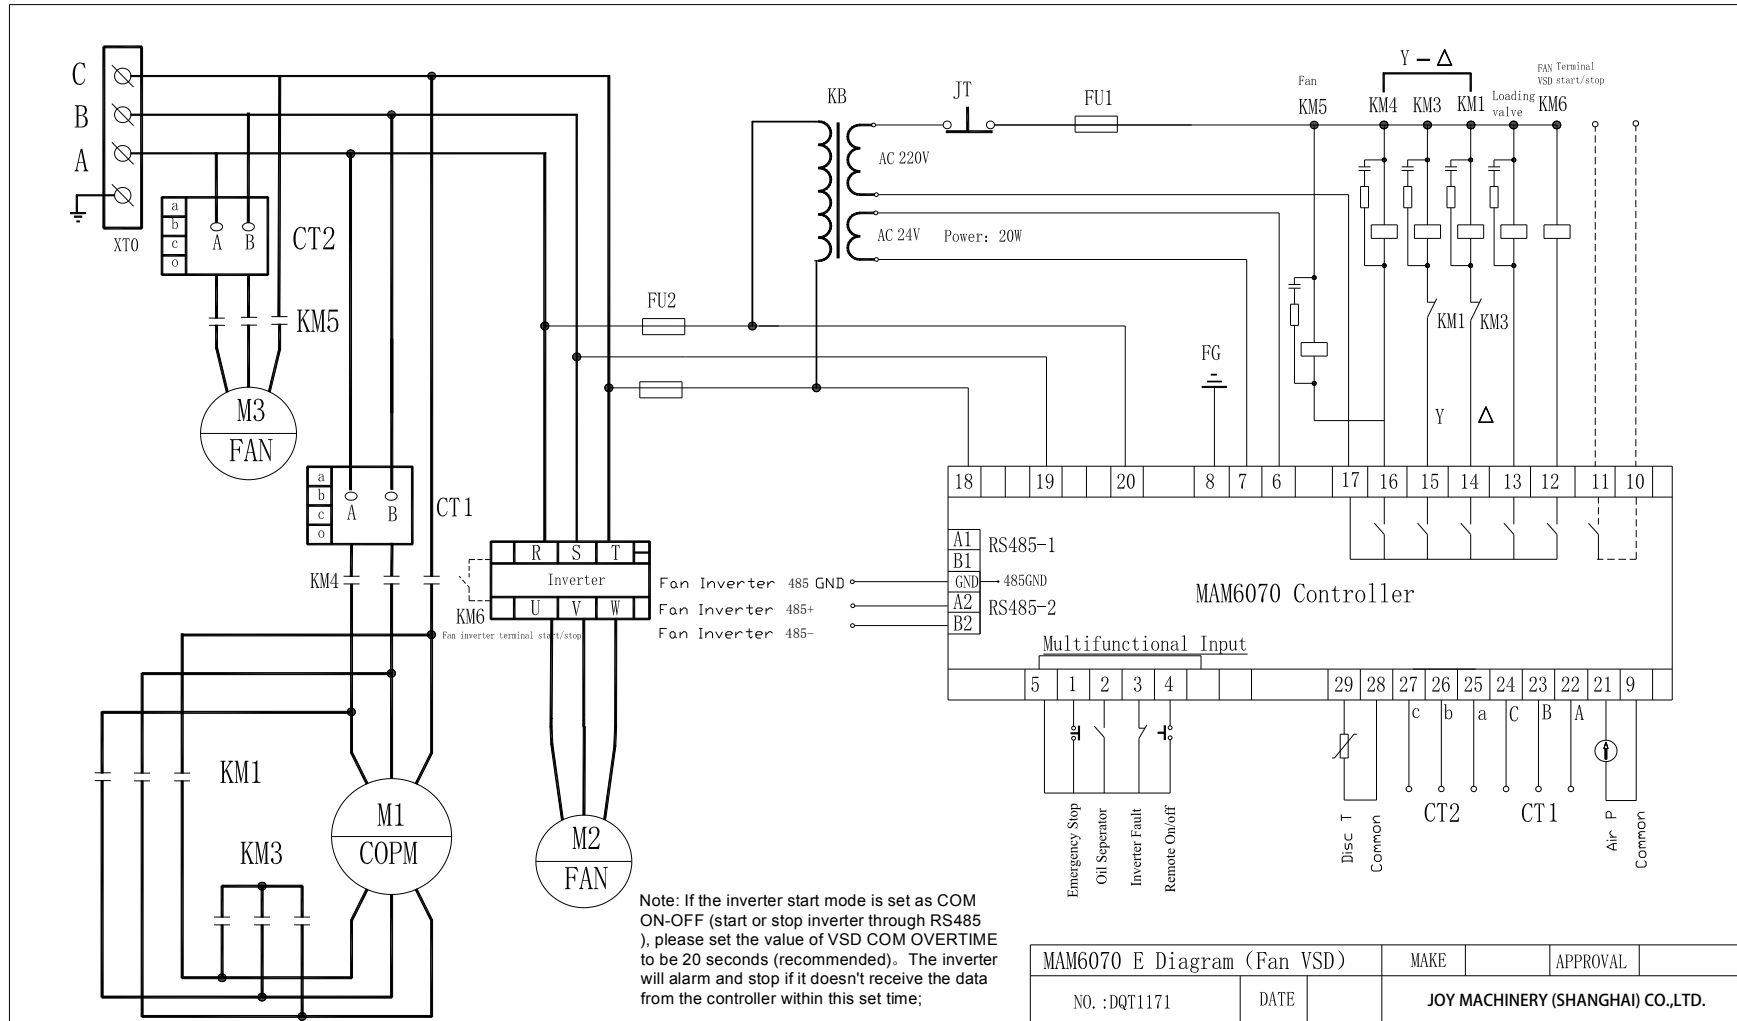 C
B
A
XT0
a
b
c
o
A B
CT2
KM5
M3
FAN
a
b
c
o
A B
CT1
KM4
KM1
KM3
M1
COPM
R S T
Inverter
U V W
KM6
Fan inverter terminal start/stop
M2
FAN
FU2
KB
JT
FU1
AC 220V
AC 24V Power: 20W
FG
Fan
KM5
Y – Δ
KM4 KM3 KM1
Loading
valve
FAN Terminal
VSD start/stop
KM6
KM1 KM3
Y Δ
18 19 20 8 7 6 17 16 15 14 13 12 11 10
A1
B1
GND
A2
B2
RS485-1
485GND
RS485-2
Fan Inverter 485 GND
Fan Inverter 485+
Fan Inverter 485-
MAM6070 Controller
Multifunctional Input
5 1 2 3 4 29 28 27 26 25 24 23 22 21 9
c b a C B A
CT2 CT1
Emergency Stop
Oil Seperator
Inverter Fault
Remote On/off
Disc T
Common
Air P
Common
Note: If the inverter start mode is set as COM
ON-OFF (start or stop inverter through RS485
), please set the value of VSD COM OVERTIME
to be 20 seconds (recommended)。The inverter
will alarm and stop if it doesn't receive the data
from the controller within this set time;
MAM6070 E Diagram (Fan VSD) MAKE APPROVAL
NO.:DQT1171 DATE JOY MACHINERY (SHANGHAI) CO.,LTD.